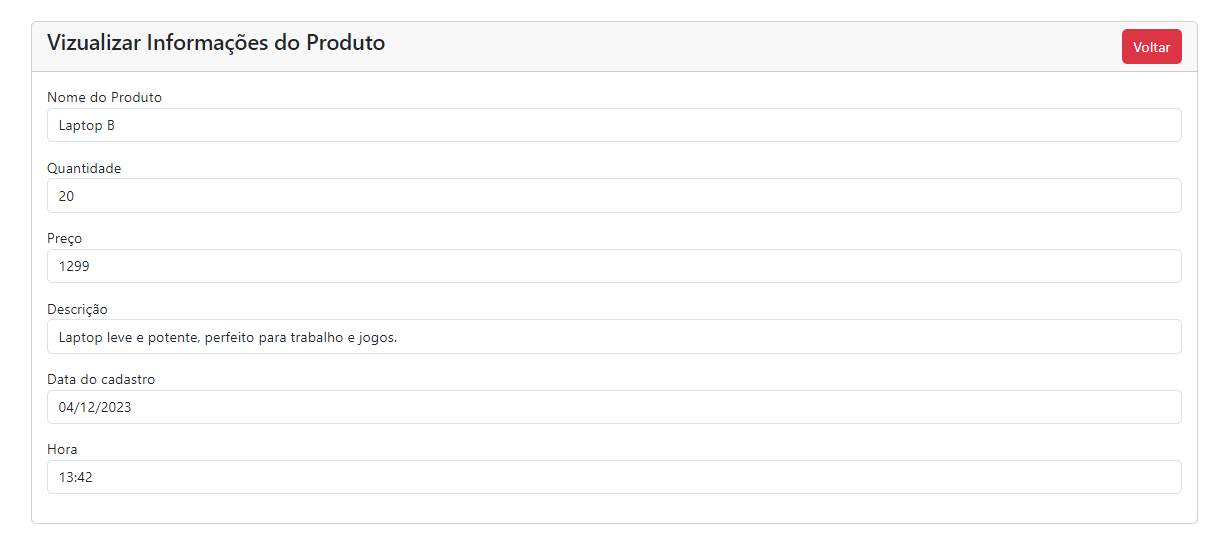 Vizualizar Informações do Produto
Voltar
Nome do Produto
Laptop B
Quantidade
20
Preço
1299
Descrição
Laptop leve e potente, perfeito para trabalho e jogos.
Data do cadastro
04/12/2023
Hora
13:42